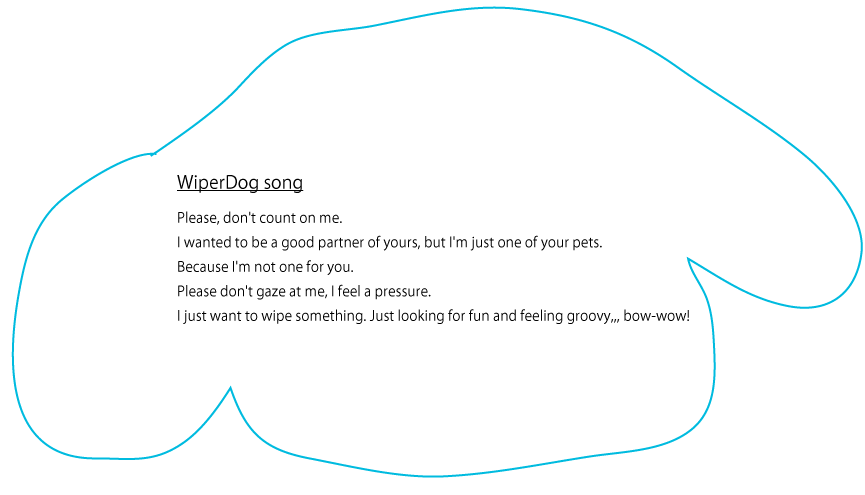 WiperDog song
Please, don't count on me.
I wanted to be a good partner of yours, but I'm just one of your pets.
Because I'm not one for you.
Please don't gaze at me, I feel a pressure.
I just want to wipe something. Just looking for fun and feeling groovy,,, bow-wow!